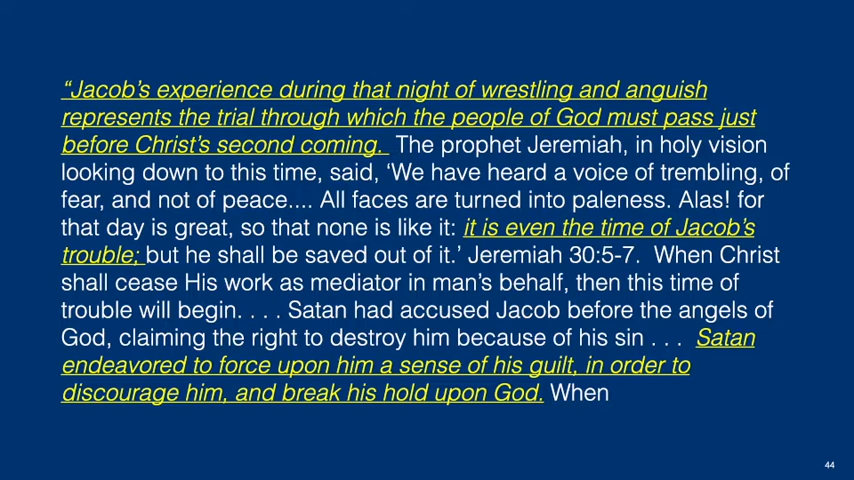 “Jacob’s experience during that night of wrestling and anguish
represents the trial through which the people of God must pass just
before Christ’s second coming. The prophet Jeremiah, in holy vision
looking down to this time, said, ‘We have heard a voice of trembling, of
fear, and not of peace.... All faces are turned into paleness. Alas! for
that day is great, so that none is like it: it is even the time of Jacob’s
trouble; but he shall be saved out of it.’ Jeremiah 30:5-7. When Christ
shall cease His work as mediator in man’s behalf, then this time of
trouble will begin. . . . Satan had accused Jacob before the angels of
God, claiming the right to destroy him because of his sin . . . Satan
endeavored to force upon him a sense of his guilt, in order to
discourage him, and break his hold upon God. When
44